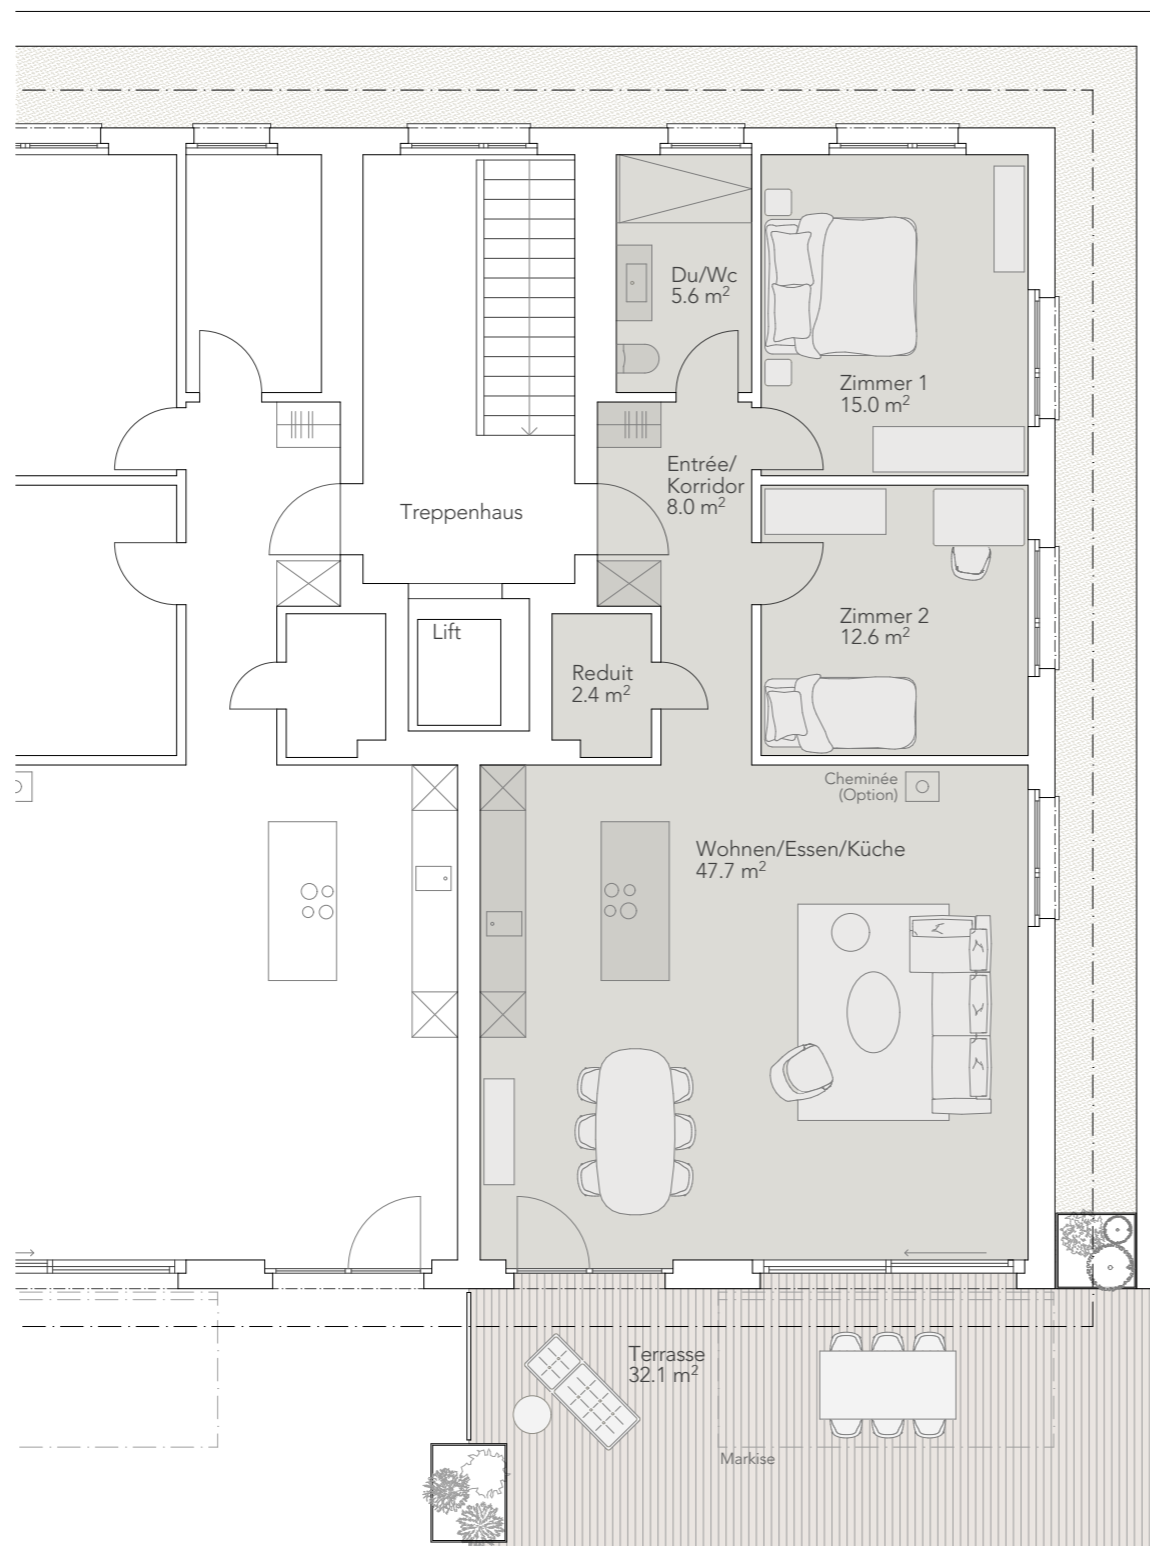 Du/Wc
5.6 m²
Zimmer 1
15.0 m²
Entrée/
Korridor
8.0 m²
Treppenhaus
Zimmer 2
12.6 m²
Lift
Reduit
2.4 m²
Cheminée
(Option)
Wohnen/Essen/Küche
47.7 m²
Terrasse
32.1 m²
Markise